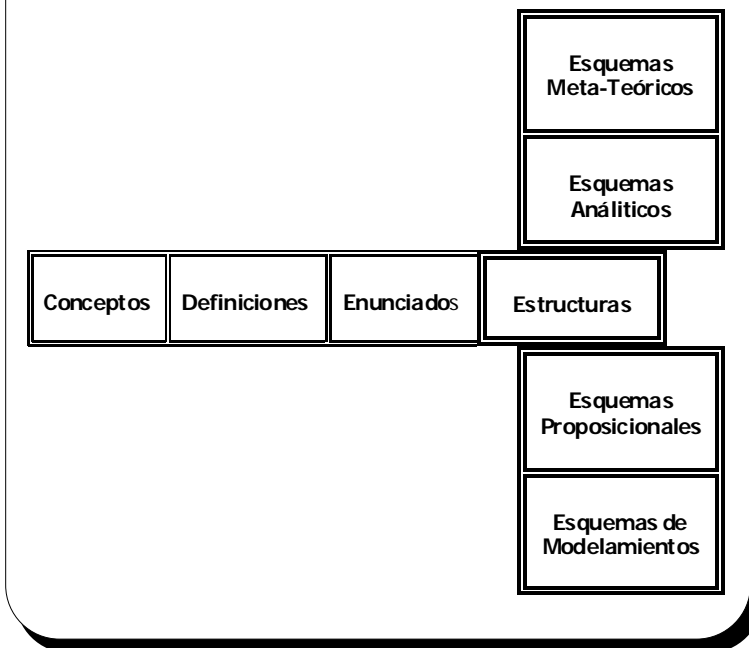 Esquemas
Meta-Teóricos
Esquemas
Análiticos
Conceptos
Definiciones
Enunciados
Estructuras
Esquemas
Proposicionales
Esquemas de
Modelamientos